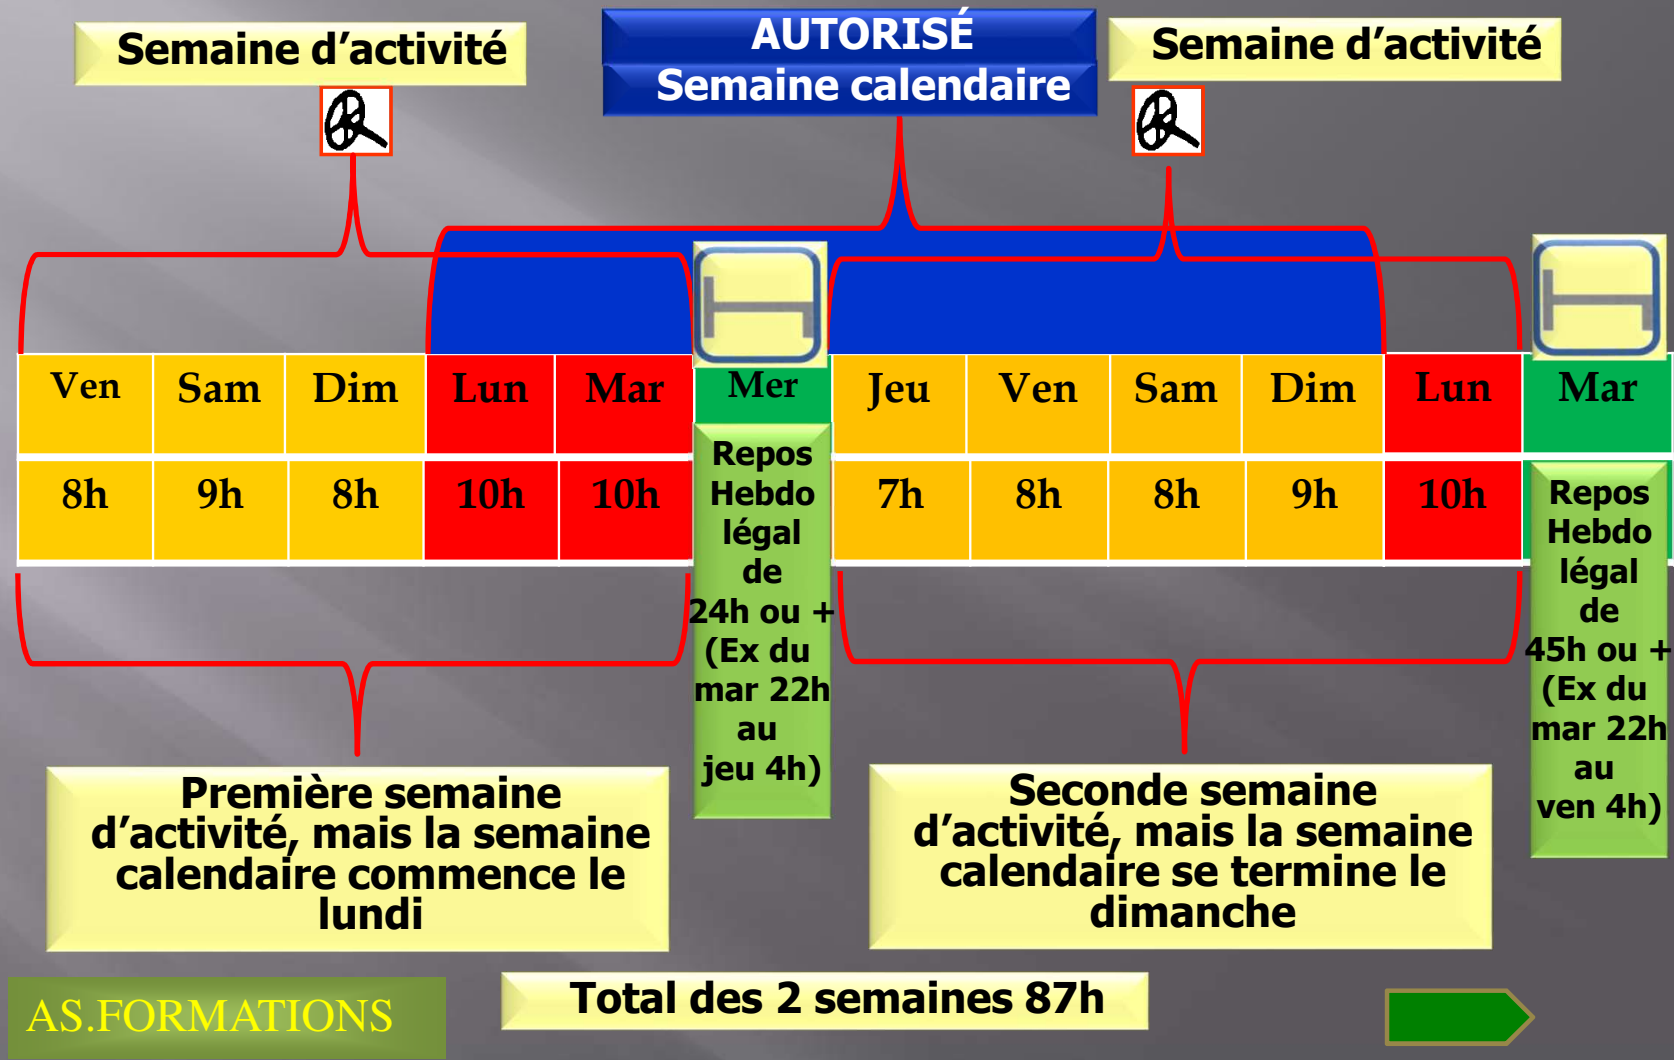 Semaine d’activité
AUTORISÉ
Semaine calendaire
Semaine d’activité
Ven Sam Dim Lun Mar Mer Jeu Ven Sam Dim Lun Mar
8h 9h 8h 10h 10h 7h 8h 8h 9h 10h
Repos
Hebdo
légal
de
24h ou +
(Ex du
mar 22h
au
jeu 4h)
Repos
Hebdo
légal
de
45h ou +
(Ex du
mar 22h
au
ven 4h)
Première semaine
d’activité, mais la semaine
calendaire commence le
lundi
Seconde semaine
d’activité, mais la semaine
calendaire se termine le
dimanche
Total des 2 semaines 87h
AS.FORMATIONS